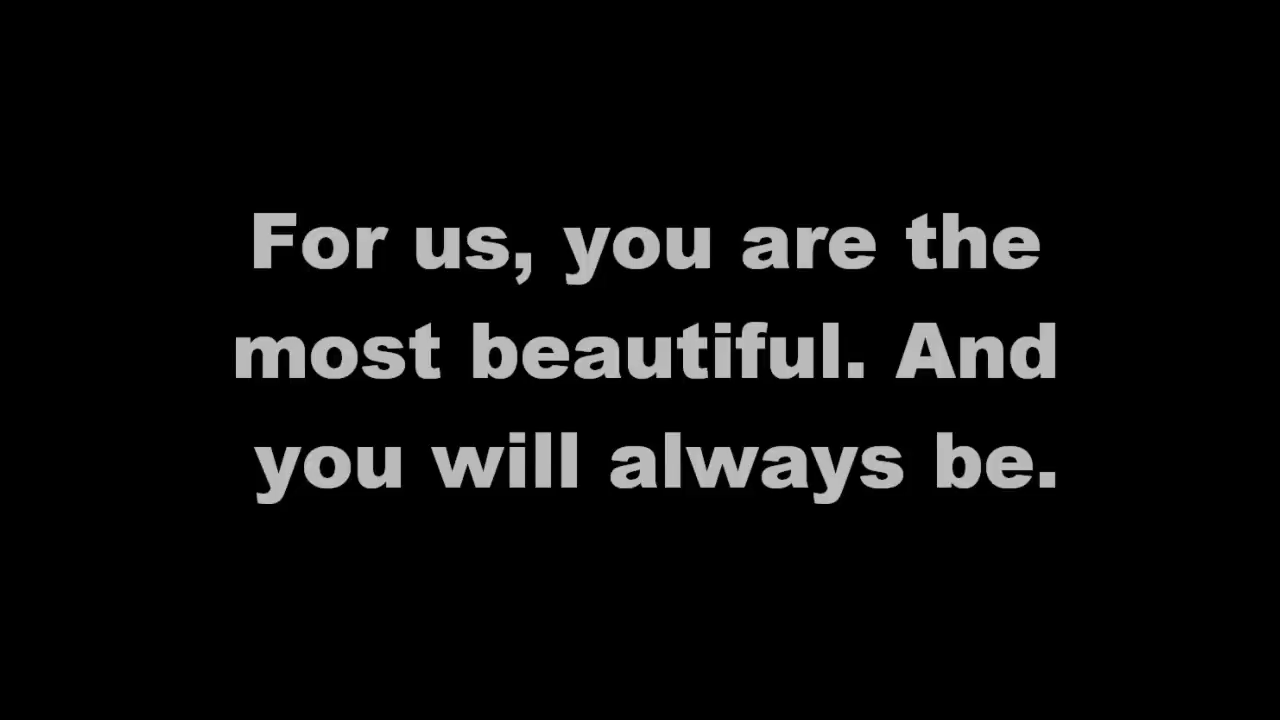 For us, you are the
most beautiful. And
you will always be.